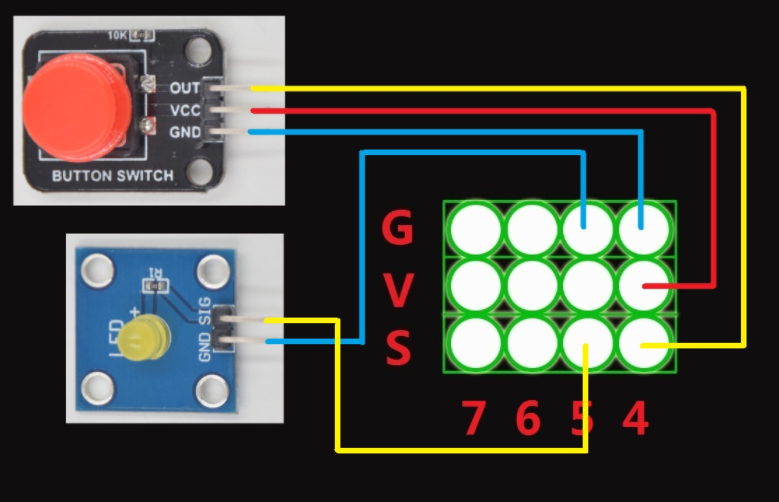 10K
OUT
VCC
GND
BUTTON SWITCH
G
V
S
R1
+
LED
SIG
GND
7 6 5 4